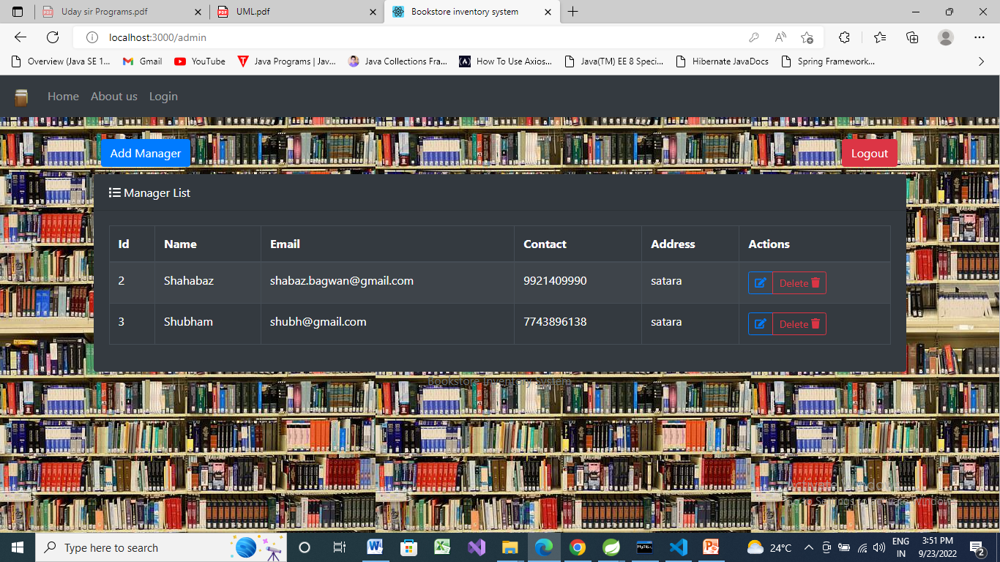 Uday sir Programs.pdf
UML.pdf
Bookstore inventory system
localhost:3000/admin
Overview (Java SE 1...
Gmail
YouTube
Java Programs | Jav...
Java Collections Fra...
How To Use Axios...
Java(TM) EE 8 Speci...
Hibernate JavaDocs
Spring Framework...
Home About us Login
Add Manager
Logout
Manager List
Id Name Email Contact Address Actions
2 Shahabaz shabaz.bagwan@gmail.com 9921409990 satara Delete
3 Shubham shubh@gmail.com 7743896138 satara Delete
Bookstore Inventory System
Type here to search
24°C
ENG
IN
3:51 PM
9/23/2022
2